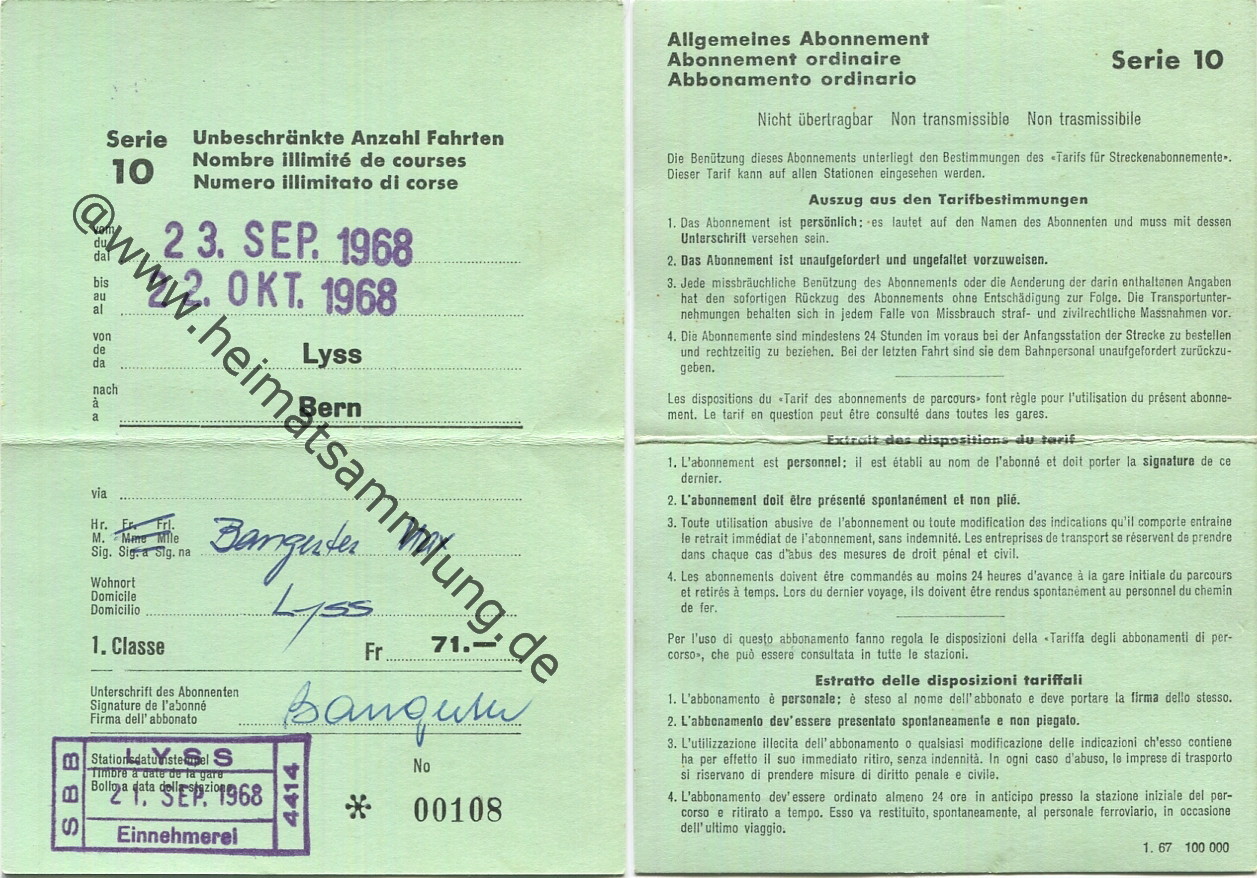 Serie
10
Unbeschränkte Anzahl Fahrten
Nombre illimité de courses
Numero illimitato di corse
vom
du
dal
23. SEP. 1968
bis
au
al
22. OKT. 1968
von
de
da
Lyss
nach
à
a
Bern
via
Hr. Fr. Frl.
M. Mme Mlle
Sig. Sig.a Sig.na
Bangerter
Wohnort
Domicile
Domicilio
Lyss
1. Classe
Fr 71.—
Unterschrift des Abonnenten
Signature de l'abonné
Firma dell'abbonato
Bangerter
Stationsdatumstempel
Timbre à date de la gare
Bollo a data della stazione
SBB
LYSS
21. SEP. 1968
Einnehmerei
4414
No
* 00108
@www.heimatsammlung.de
Allgemeines Abonnement
Abonnement ordinaire
Abbonamento ordinario
Serie 10
Nicht übertragbar Non transmissible Non trasmissibile
Die Benützung dieses Abonnements unterliegt den Bestimmungen des «Tarifs für Streckenabonnemente».
Dieser Tarif kann auf allen Stationen eingesehen werden.
Auszug aus den Tarifbestimmungen
1. Das Abonnement ist persönlich; es lautet auf den Namen des Abonnenten und muss mit dessen
Unterschrift versehen sein.
2. Das Abonnement ist unaufgefordert und ungefaltet vorzuweisen.
3. Jede missbräuchliche Benützung des Abonnements oder die Aenderung der darin enthaltenen Angaben
hat den sofortigen Rückzug des Abonnements ohne Entschädigung zur Folge. Die Transportunter-
nehmungen behalten sich in jedem Falle von Missbrauch straf- und zivilrechtliche Massnahmen vor.
4. Die Abonnemente sind mindestens 24 Stunden im voraus bei der Anfangsstation der Strecke zu bestellen
und rechtzeitig zu beziehen. Bei der letzten Fahrt sind sie dem Bahnpersonal unaufgefordert zurückzu-
geben.
Les dispositions du «Tarif des abonnements de parcours» font règle pour l'utilisation du présent abonne-
ment. Le tarif en question peut être consulté dans toutes les gares.
Extrait des dispositions du tarif
1. L'abonnement est personnel; il est établi au nom de l'abonné et doit porter la signature de ce
dernier.
2. L'abonnement doit être présenté spontanément et non plié.
3. Toute utilisation abusive de l'abonnement ou toute modification des indications qu'il comporte entraîne
le retrait immédiat de l'abonnement, sans indemnité. Les entreprises de transport se réservent de prendre
dans chaque cas d'abus des mesures de droit pénal et civil.
4. Les abonnements doivent être commandés au moins 24 heures d'avance à la gare initiale du parcours
et retirés à temps. Lors du dernier voyage, ils doivent être rendus spontanément au personnel du chemin
de fer.
Per l'uso di questo abbonamento fanno regola le disposizioni della «Tariffa degli abbonamenti di per-
corso», che può essere consultata in tutte le stazioni.
Estratto delle disposizioni tariffali
1. L'abbonamento è personale; è steso al nome dell'abbonato e deve portare la firma dello stesso.
2. L'abbonamento dev'essere presentato spontaneamente e non piegato.
3. L'utilizzazione illecita dell'abbonamento o qualsiasi modificazione delle indicazioni ch'esso contiene
ha per effetto il suo immediato ritiro, senza indennità. In ogni caso d'abuso, le imprese di trasporto
si riservano di prendere misure di diritto penale e civile.
4. L'abbonamento dev'essere ordinato almeno 24 ore in anticipo presso la stazione iniziale del per-
corso e ritirato a tempo. Esso va restituito, spontaneamente, al personale ferroviario, in occasione
dell'ultimo viaggio.
1. 67 100 000